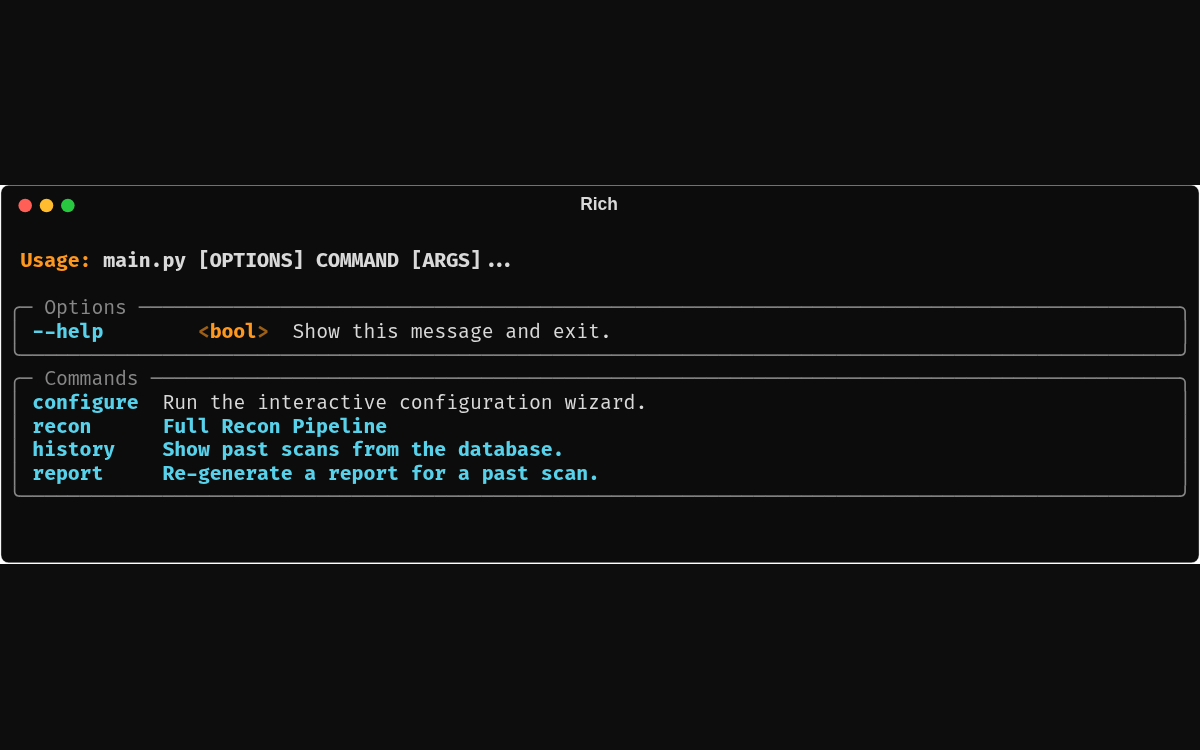 Rich
Usage: main.py [OPTIONS] COMMAND [ARGS]...
Options
--help <bool> Show this message and exit.
Commands
configure Run the interactive configuration wizard.
recon Full Recon Pipeline
history Show past scans from the database.
report Re-generate a report for a past scan.